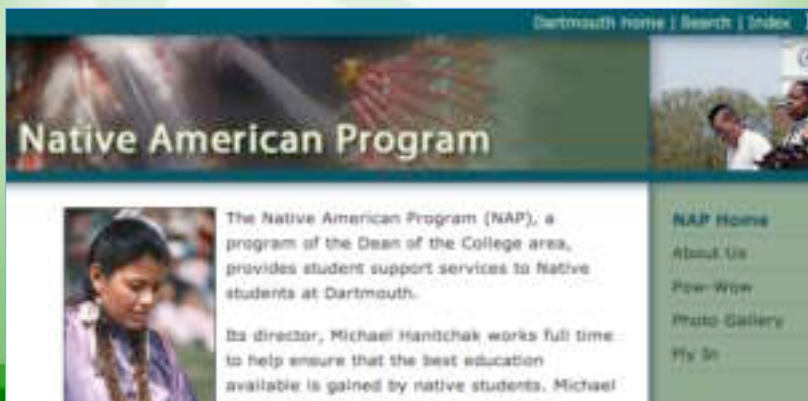 Dartmouth Home | Search | Index
Native American Program
The Native American Program (NAP), a
program of the Dean of the College area,
provides student support services to Native
students at Dartmouth.
Its director, Michael Hanitchak works full time
to help ensure that the best education
available is gained by native students. Michael
NAP Home
About Us
Pow-Wow
Photo Gallery
Fly In